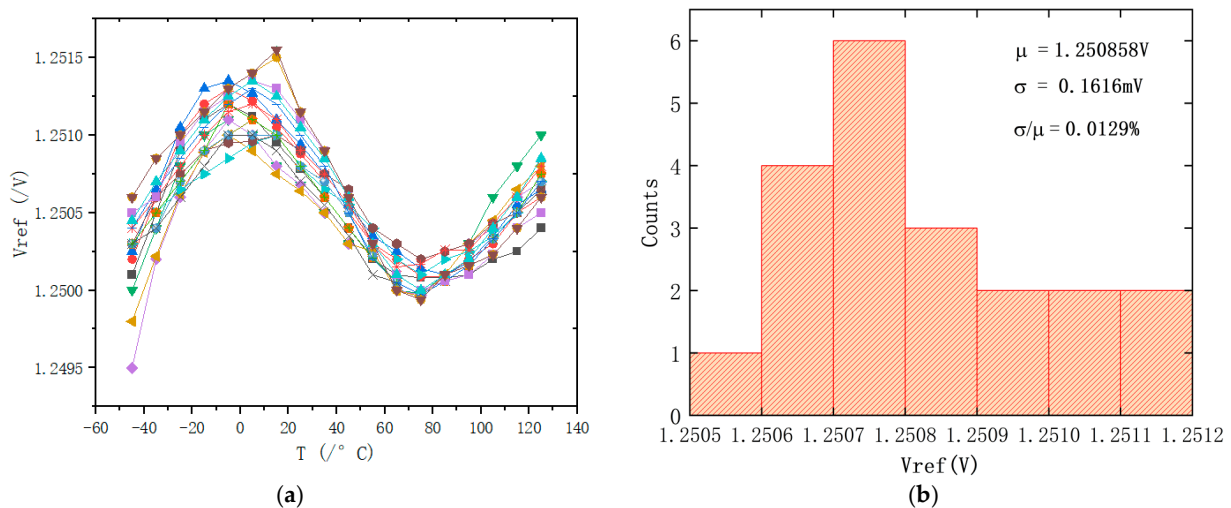 1.2515
1.2510
1.2505
1.2500
1.2495
Vref (/V)
-60 -40 -20 0 20 40 60 80 100 120 140
T (/° C)
(a)
6
5
4
3
2
1
0
Counts
μ = 1.250858V
σ = 0.1616mV
σ/μ = 0.0129%
1.2505 1.2506 1.2507 1.2508 1.2509 1.2510 1.2511 1.2512
Vref(V)
(b)